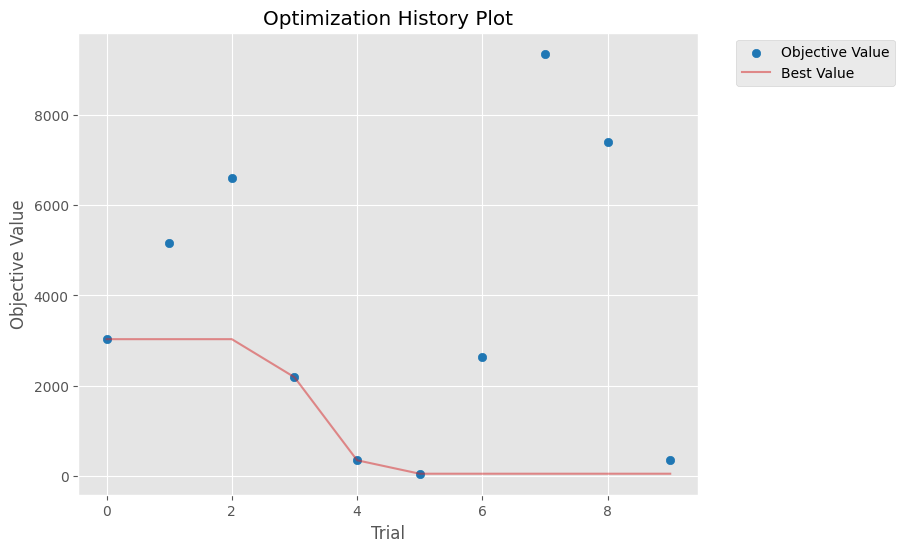 Optimization History Plot
Objective Value
Best Value
Objective Value
8000
6000
4000
2000
0
0 2 4 6 8
Trial